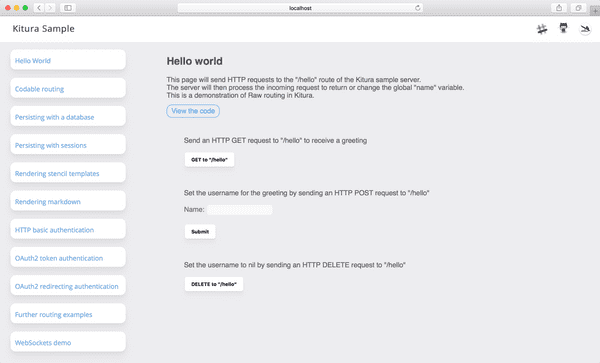 localhost
Kitura Sample
Hello World
Codable routing
Persisting with a database
Persisting with sessions
Rendering stencil templates
Rendering markdown
HTTP basic authentication
OAuth2 token authentication
OAuth2 redirecting authentication
Further routing examples
WebSockets demo
Hello world
This page will send HTTP requests to the "/hello" route of the Kitura sample server.
The server will then process the incoming request to return or change the global "name" variable.
This is a demonstration of Raw routing in Kitura.
View the code
Send an HTTP GET request to "/hello" to receive a greeting
GET to "/hello"
Set the username for the greeting by sending an HTTP POST request to "/hello"
Name:
Submit
Set the username to nil by sending an HTTP DELETE request to "/hello"
DELETE to "/hello"